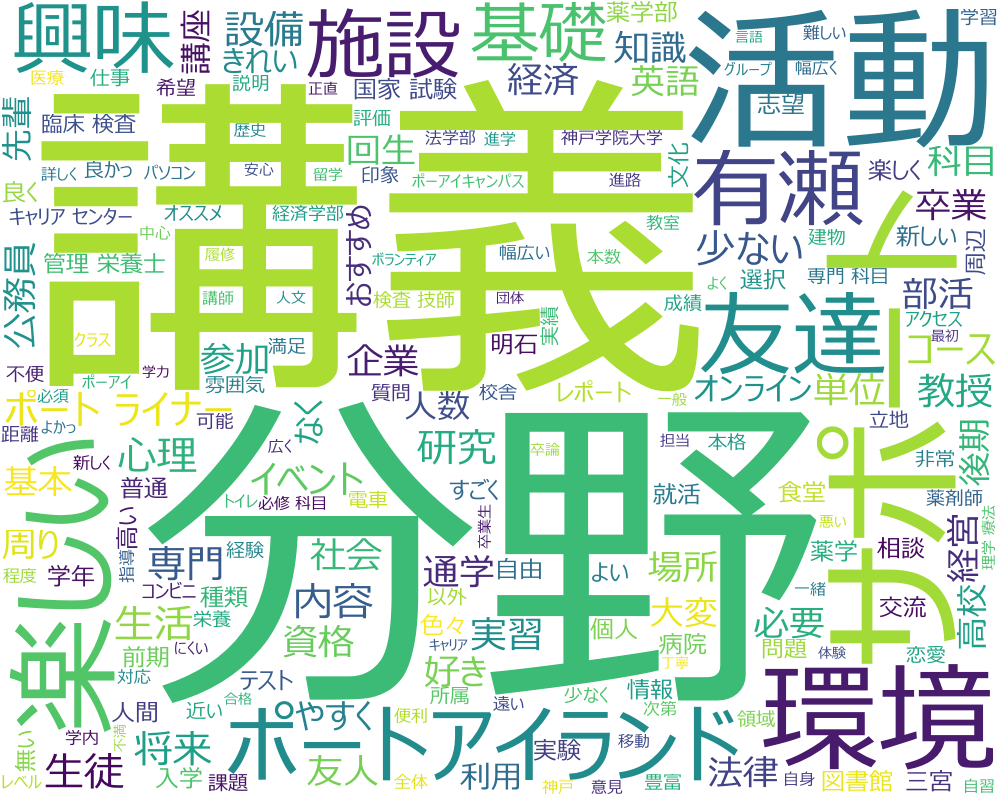 興味
講座
設備
きれい
施設
基礎
薬学部
知識
活動
言語
難しい
学習
グループ
幅広く
医療
仕事
希望
説明
正直
国家 試験
経済
英語
志望
先輩
臨床 検査
歴史
評価
法学部
進学
神戸学院大学
文化
有瀬
楽しく
科目
詳しく
良かっ
パソコン
安心
留学
回生
印象
ポーアイキャンパス
進路
良く
キャリア センター
オススメ
経済学部
おすすめ
教室
少ない
建物
新しい
卒業
周辺
公務員
中心
管理 栄養士
履修
ボランティア
幅広い
本数
選択
専門 科目
部活
講義
講師
人文
検査 技師
団体
実績
成績
よく
アクセス
最初
クラス
参加
満足
企業
明石
友達
コース
不便
ポーアイ
学力
雰囲気
質問
校舎
レポート
オンライン
単位
教授
必須
ポート ライナー
可能
なく
人数
一般
立地
距離
よかっ
広く
研究
卒論
担当
本格
非常
後期
楽しい
新しく
心理
イベント
基本
普通
高い
トイレ
必修 科目
電車
すごく
卒業生
就活
食堂
薬剤師
サポート
悪い
理学 療法
周り
専門
経験
社会
通学
自由
よい
場所
薬学
相談
経営
程度
学年
指導
コンビニ
種類
内容
以外
分野
大変
一緒
交流
高校
生活
栄養
資格
色々
実習
個人
病院
必要
前期
にくい
キャリア
丁寧
問題
体験
恋愛
対応
テスト
好き
所属
少なく
情報
次第
環境
人間
近い
やすく
便利
遠い
領域
無い
学内
不満
将来
合格
ポートアイランド
実験
移動
法律
自身
図書館
三宮
レベル
生徒
入学
課題
友人
全体
利用
神戸
意見
豊富
自習